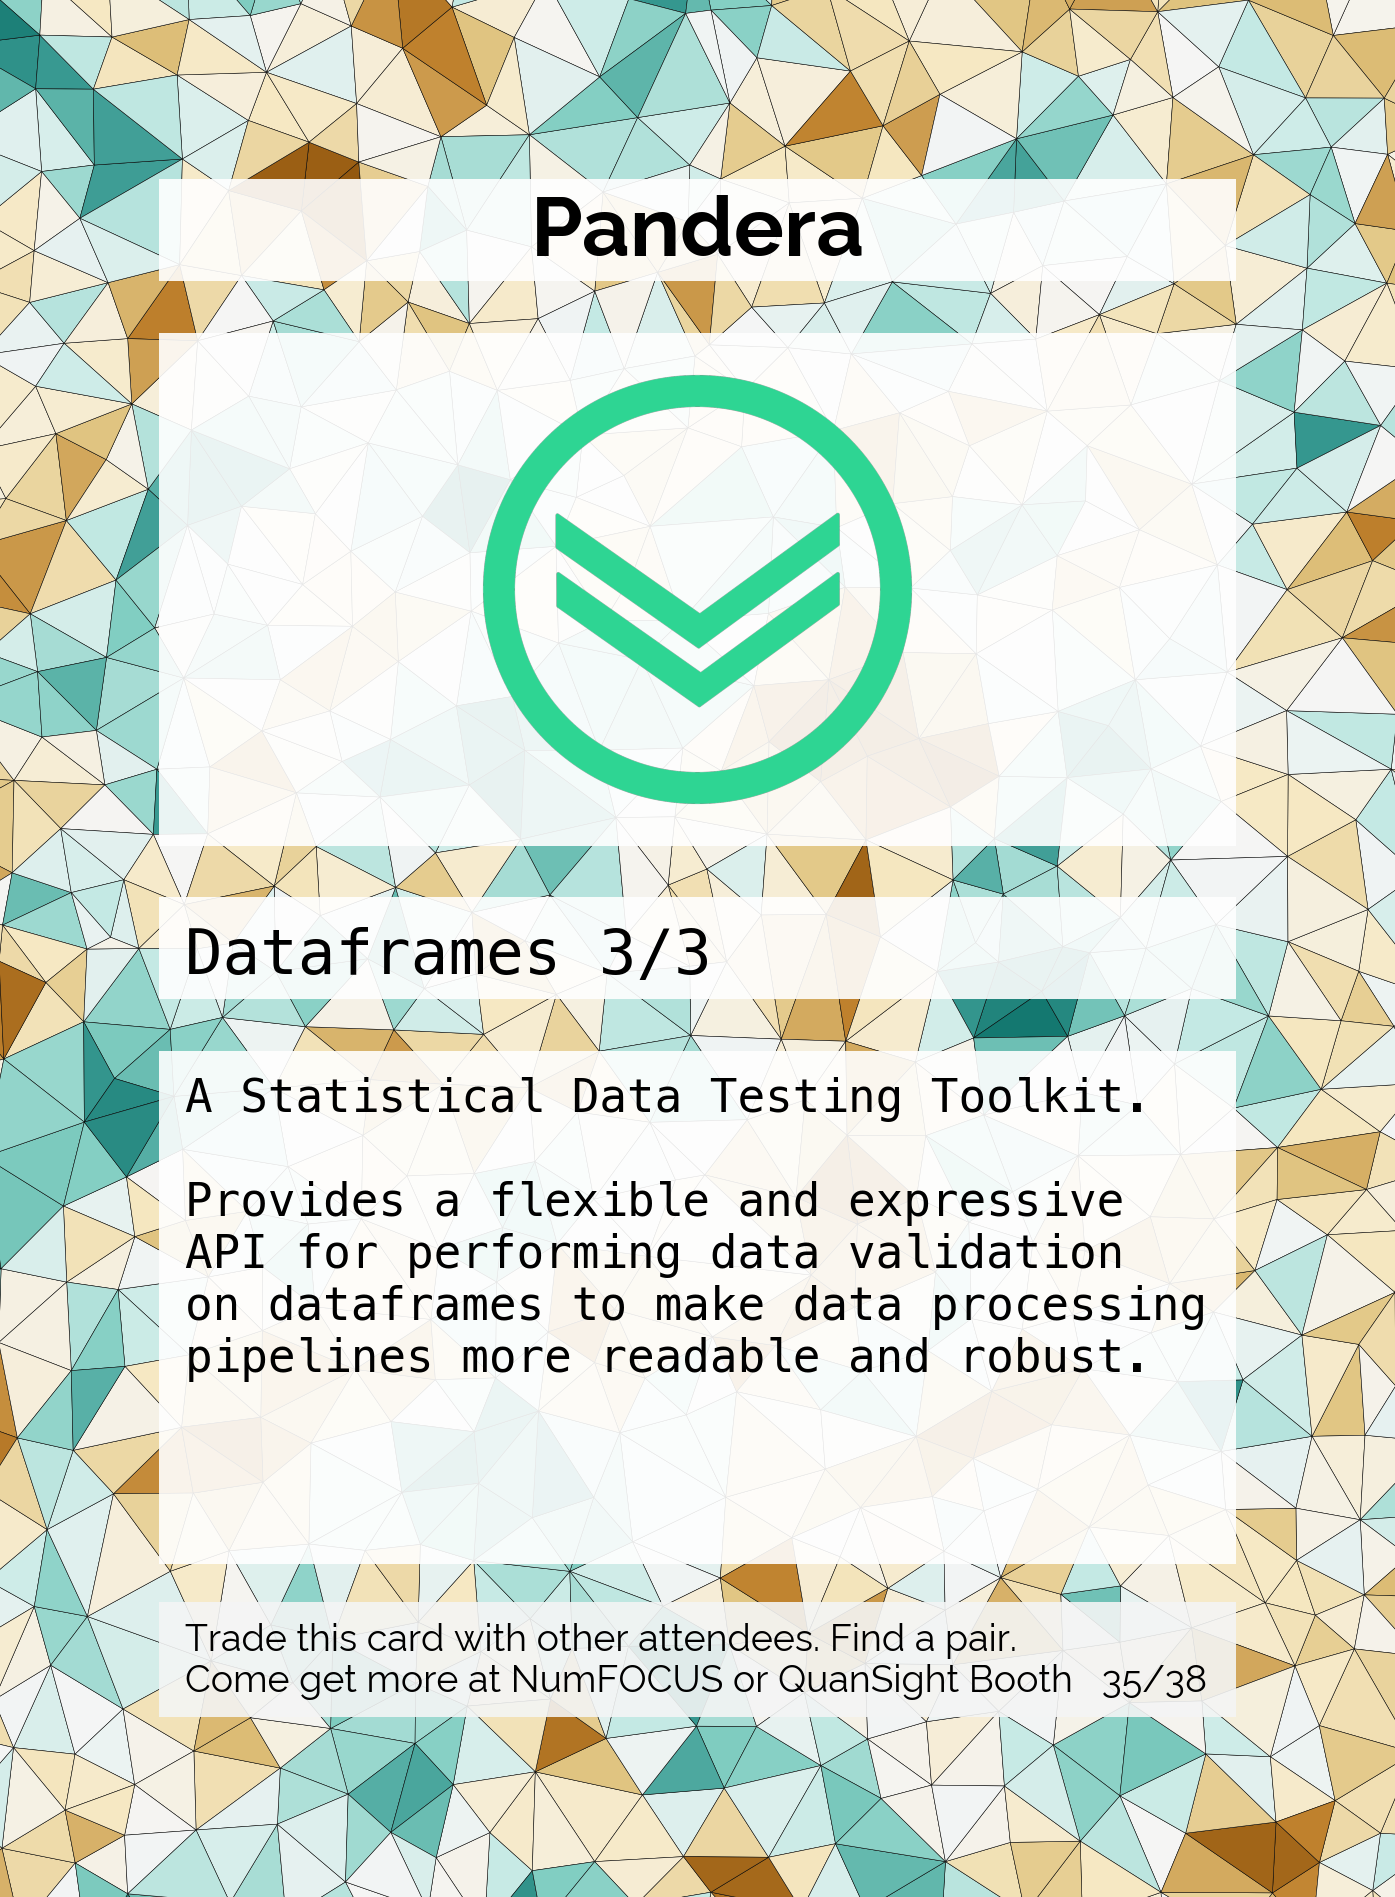 Pandera
Dataframes 3/3
A Statistical Data Testing Toolkit.
Provides a flexible and expressive
API for performing data validation
on dataframes to make data processing
pipelines more readable and robust.
Trade this card with other attendees. Find a pair.
Come get more at NumFOCUS or QuanSight Booth 35/38